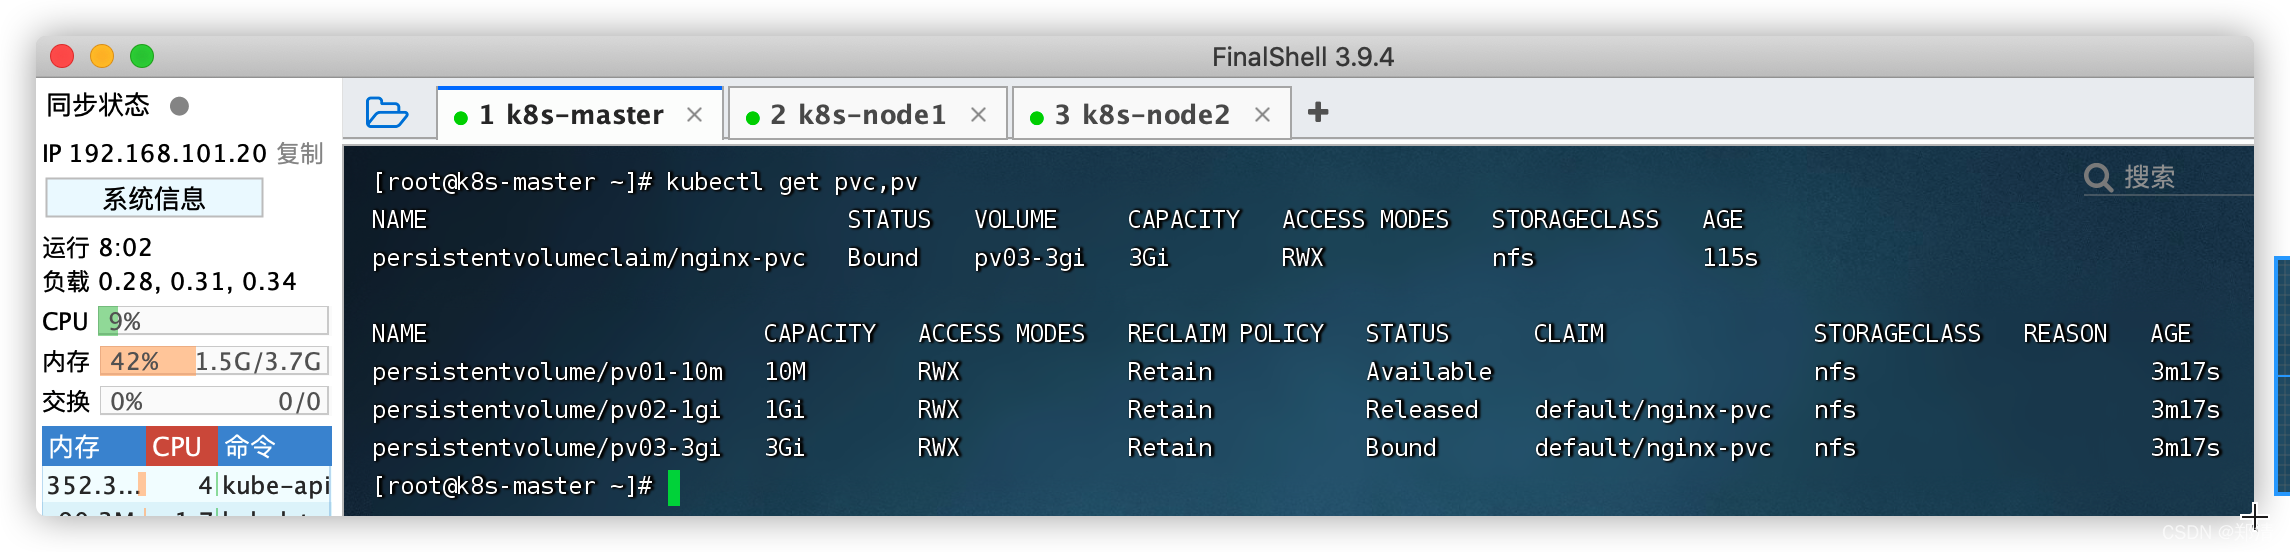 FinalShell 3.9.4
同步状态
IP 192.168.101.20 复制
系统信息
运行 8:02
负载 0.28, 0.31, 0.34
CPU 9%
内存 42% 1.5G/3.7G
交换 0% 0/0
内存 CPU 命令
352.3... 4 kube-api
1 k8s-master × 2 k8s-node1 × 3 k8s-node2 × +
搜索
[root@k8s-master ~]# kubectl get pvc,pv
NAME STATUS VOLUME CAPACITY ACCESS MODES STORAGECLASS AGE
persistentvolumeclaim/nginx-pvc Bound pv03-3gi 3Gi RWX nfs 115s
NAME CAPACITY ACCESS MODES RECLAIM POLICY STATUS CLAIM STORAGECLASS REASON AGE
persistentvolume/pv01-10m 10M RWX Retain Available nfs 3m17s
persistentvolume/pv02-1gi 1Gi RWX Retain Released default/nginx-pvc nfs 3m17s
persistentvolume/pv03-3gi 3Gi RWX Retain Bound default/nginx-pvc nfs 3m17s
[root@k8s-master ~]#
CSDN